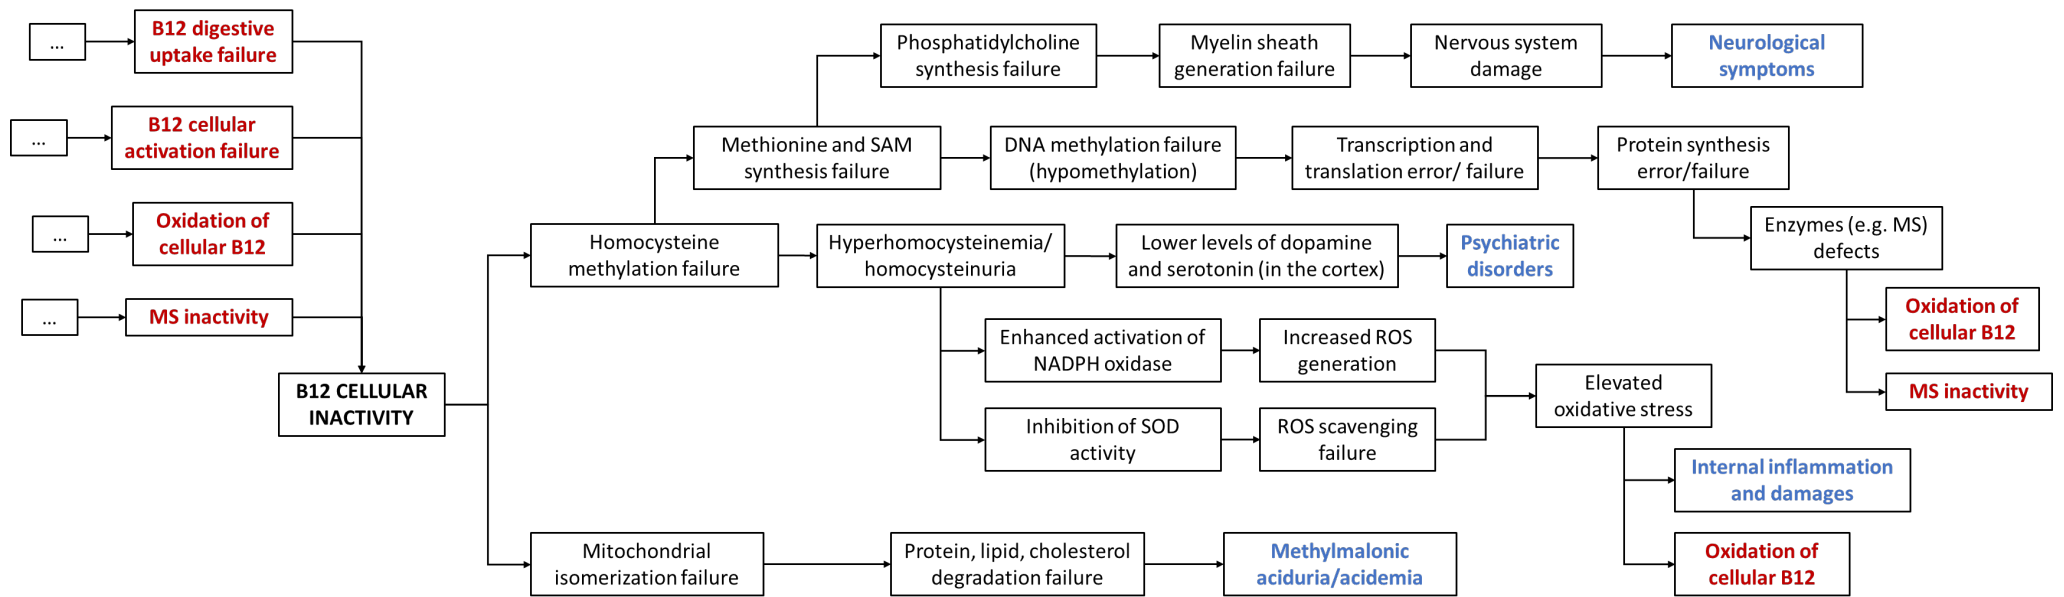 ...
B12 digestive
uptake failure
...
B12 cellular
activation failure
...
Oxidation of
cellular B12
...
MS inactivity
B12 CELLULAR
INACTIVITY
Phosphatidylcholine
synthesis failure
Myelin sheath
generation failure
Nervous system
damage
Neurological
symptoms
Methionine and SAM
synthesis failure
DNA methylation failure
(hypomethylation)
Transcription and
translation error/ failure
Protein synthesis
error/failure
Enzymes (e.g. MS)
defects
Oxidation of
cellular B12
MS inactivity
Homocysteine
methylation failure
Hyperhomocysteinemia/
homocysteinuria
Lower levels of dopamine
and serotonin (in the cortex)
Psychiatric
disorders
Enhanced activation of
NADPH oxidase
Increased ROS
generation
Inhibition of SOD
activity
ROS scavenging
failure
Elevated
oxidative stress
Internal inflammation
and damages
Oxidation of
cellular B12
Mitochondrial
isomerization failure
Protein, lipid, cholesterol
degradation failure
Methylmalonic
aciduria/acidemia